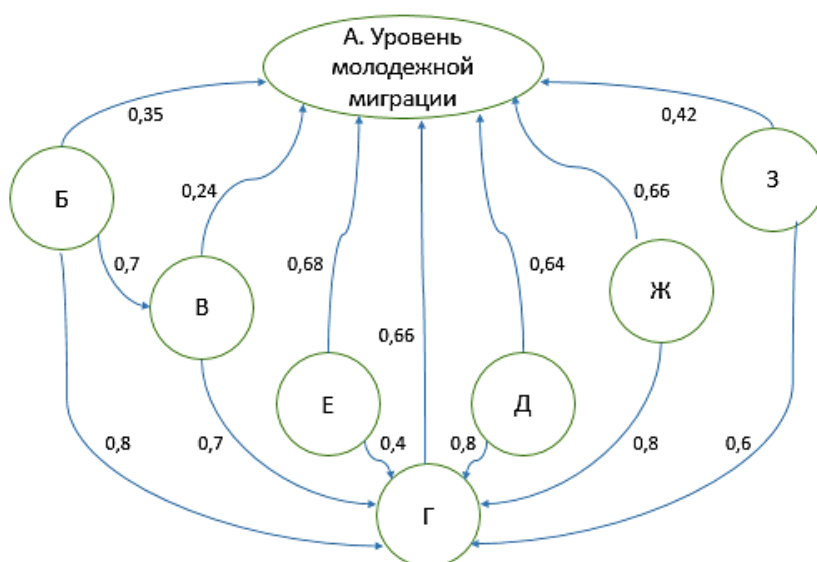 А. Уровень
молодежной
миграции
0,35
0,42
Б
З
0,24
0,66
0,7
0,68
0,64
В
Ж
0,66
Е
Д
0,8
0,7
0,4
0,8
0,8
0,6
Г